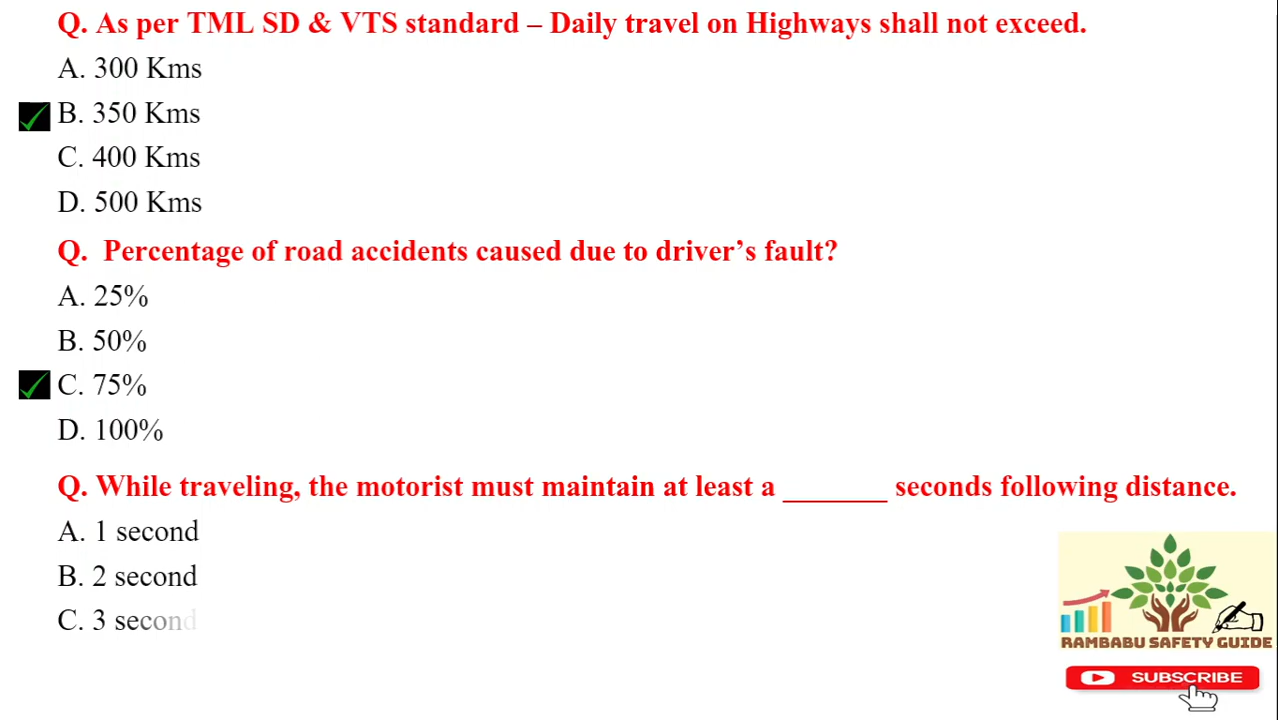 Q. As per TML SD & VTS standard – Daily travel on Highways shall not exceed.
A. 300 Kms
B. 350 Kms
C. 400 Kms
D. 500 Kms
Q. Percentage of road accidents caused due to driver’s fault?
A. 25%
B. 50%
C. 75%
D. 100%
Q. While traveling, the motorist must maintain at least a _______ seconds following distance.
A. 1 second
B. 2 second
C. 3 second
RAMBABU SAFETY GUIDE
SUBSCRIBE